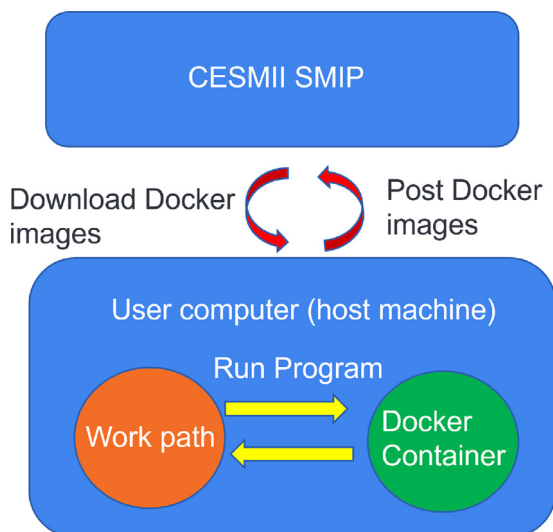 CESMII SMIP
Download Docker
images
Post Docker
images
User computer (host machine)
Run Program
Work path
Docker
Container